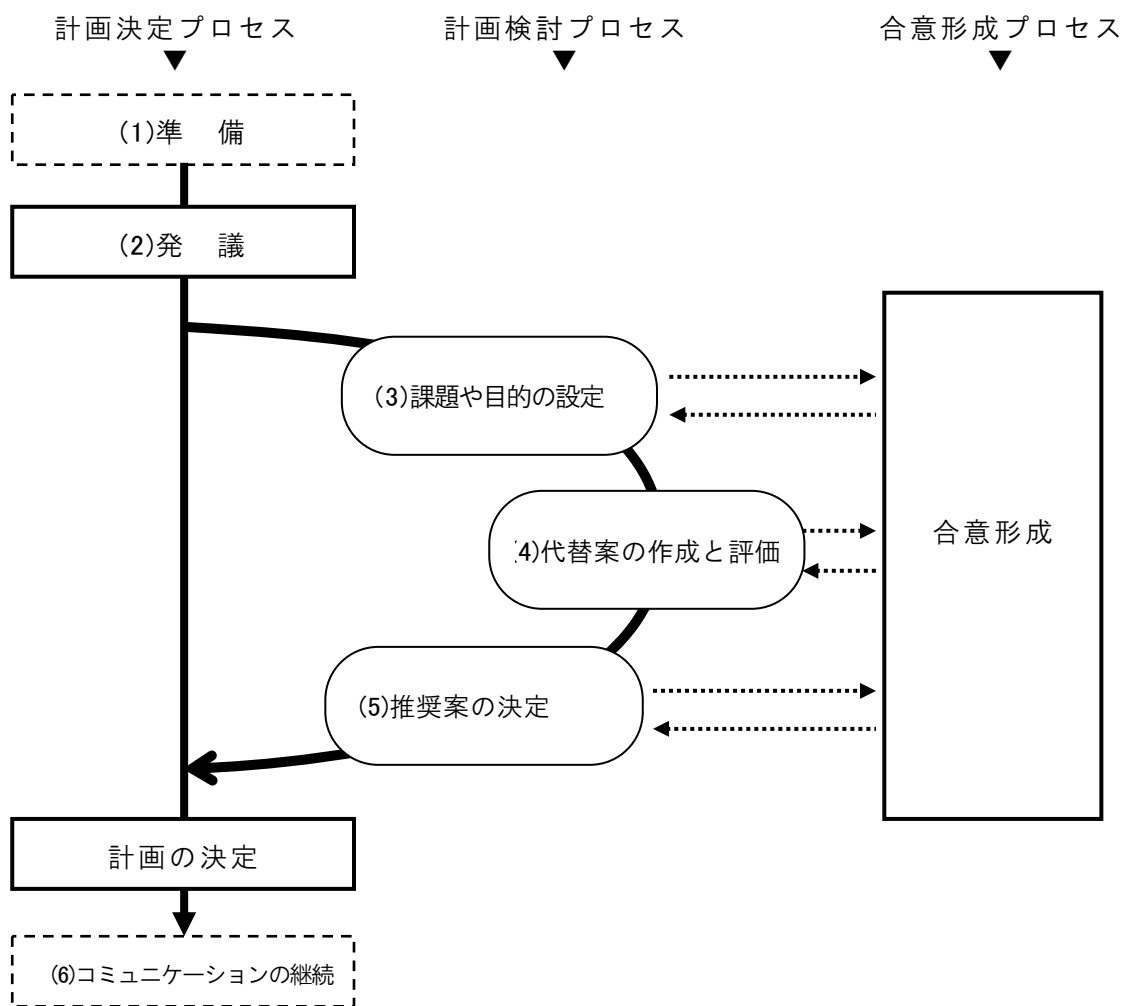 計画決定プロセス
計画検討プロセス
合意形成プロセス
▼
▼
▼
(1)準　備
(2)発　議
(3)課題や目的の設定
(4)代替案の作成と評価
(5)推奨案の決定
合意形成
計画の決定
(6)コミュニケーションの継続